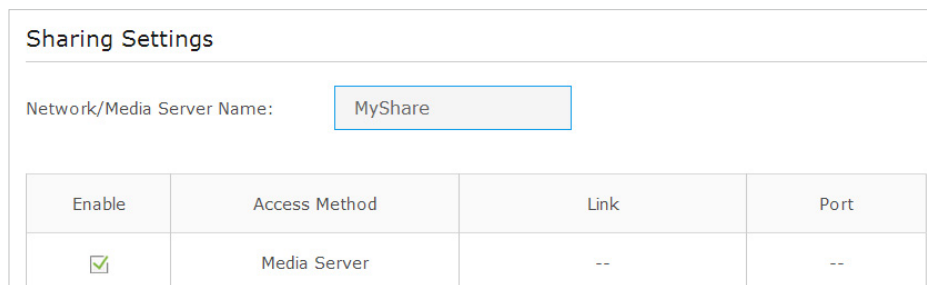 Sharing Settings
Network/Media Server Name: MyShare
Enable Access Method Link Port
Media Server -- --